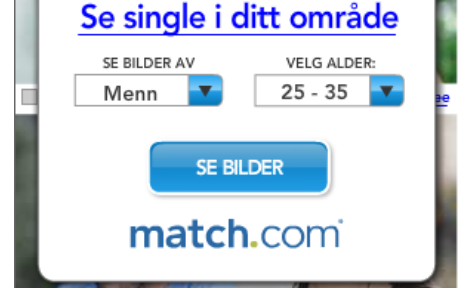 Se single i ditt område
SE BILDER AV
VELG ALDER:
Menn
25 - 35
SE BILDER
match.com